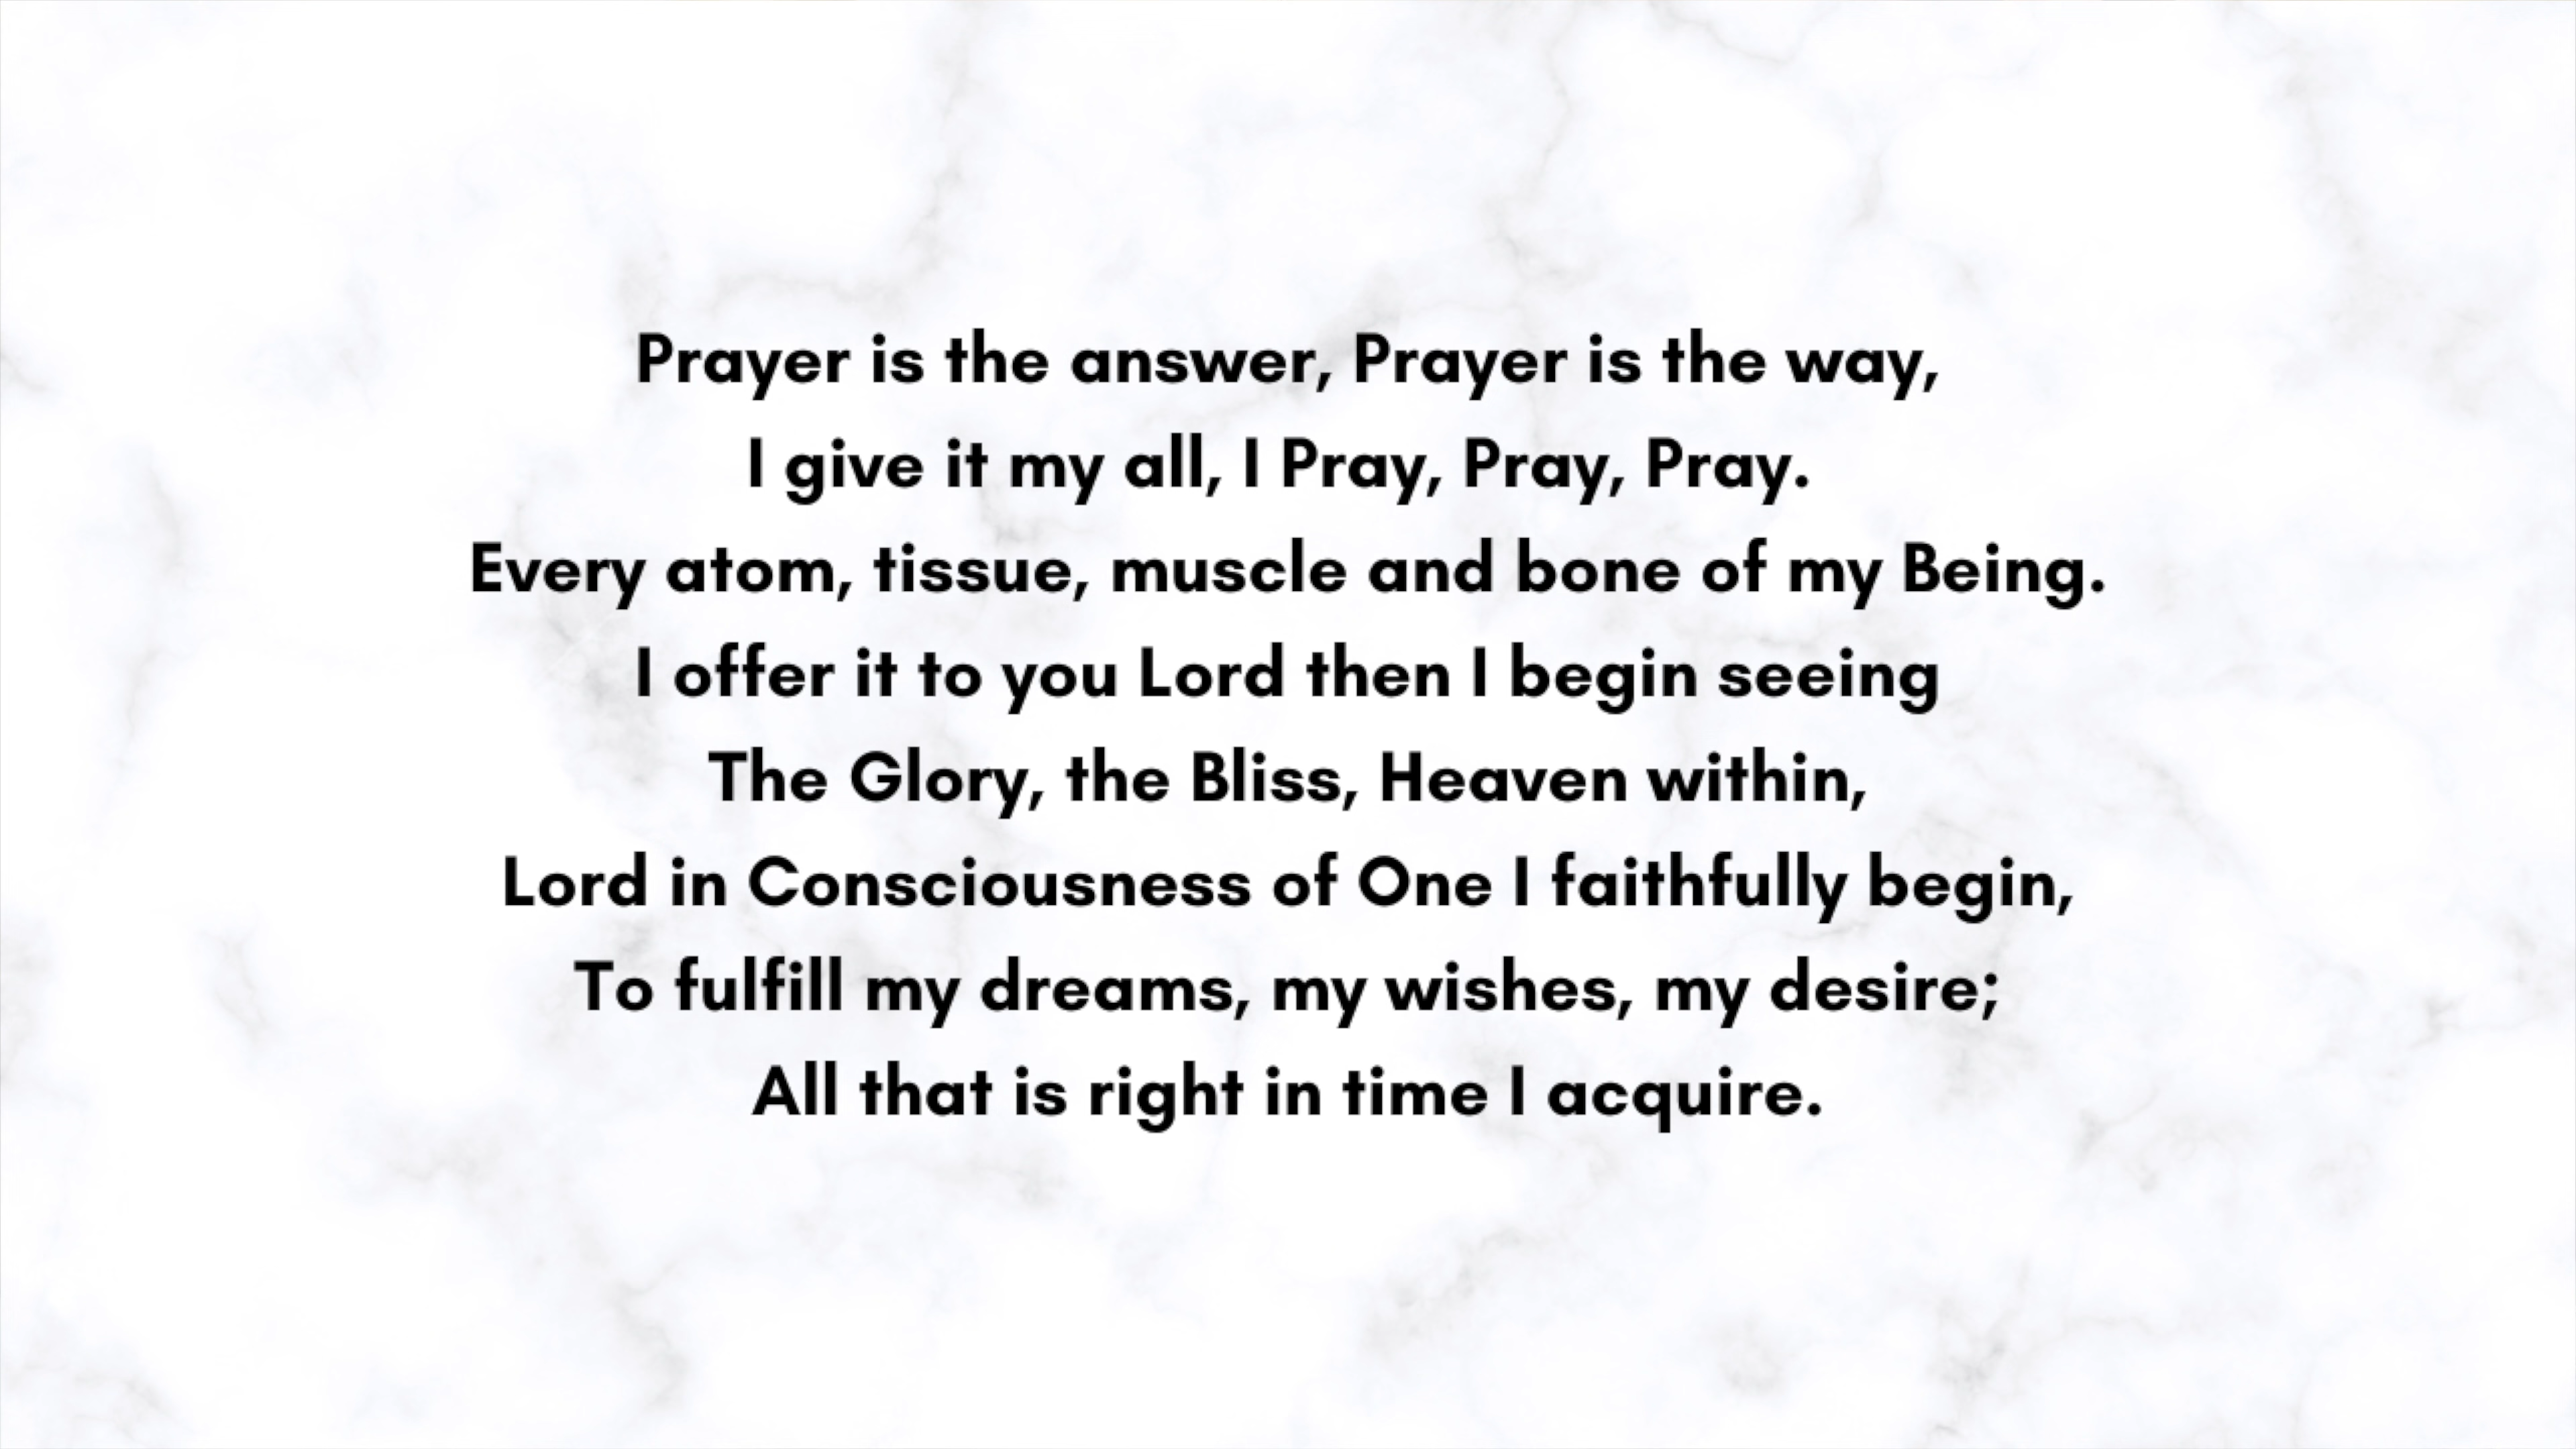 Prayer is the answer, Prayer is the way,
I give it my all, I Pray, Pray, Pray.
Every atom, tissue, muscle and bone of my Being.
I offer it to you Lord then I begin seeing
The Glory, the Bliss, Heaven within,
Lord in Consciousness of One I faithfully begin,
To fulfill my dreams, my wishes, my desire;
All that is right in time I acquire.